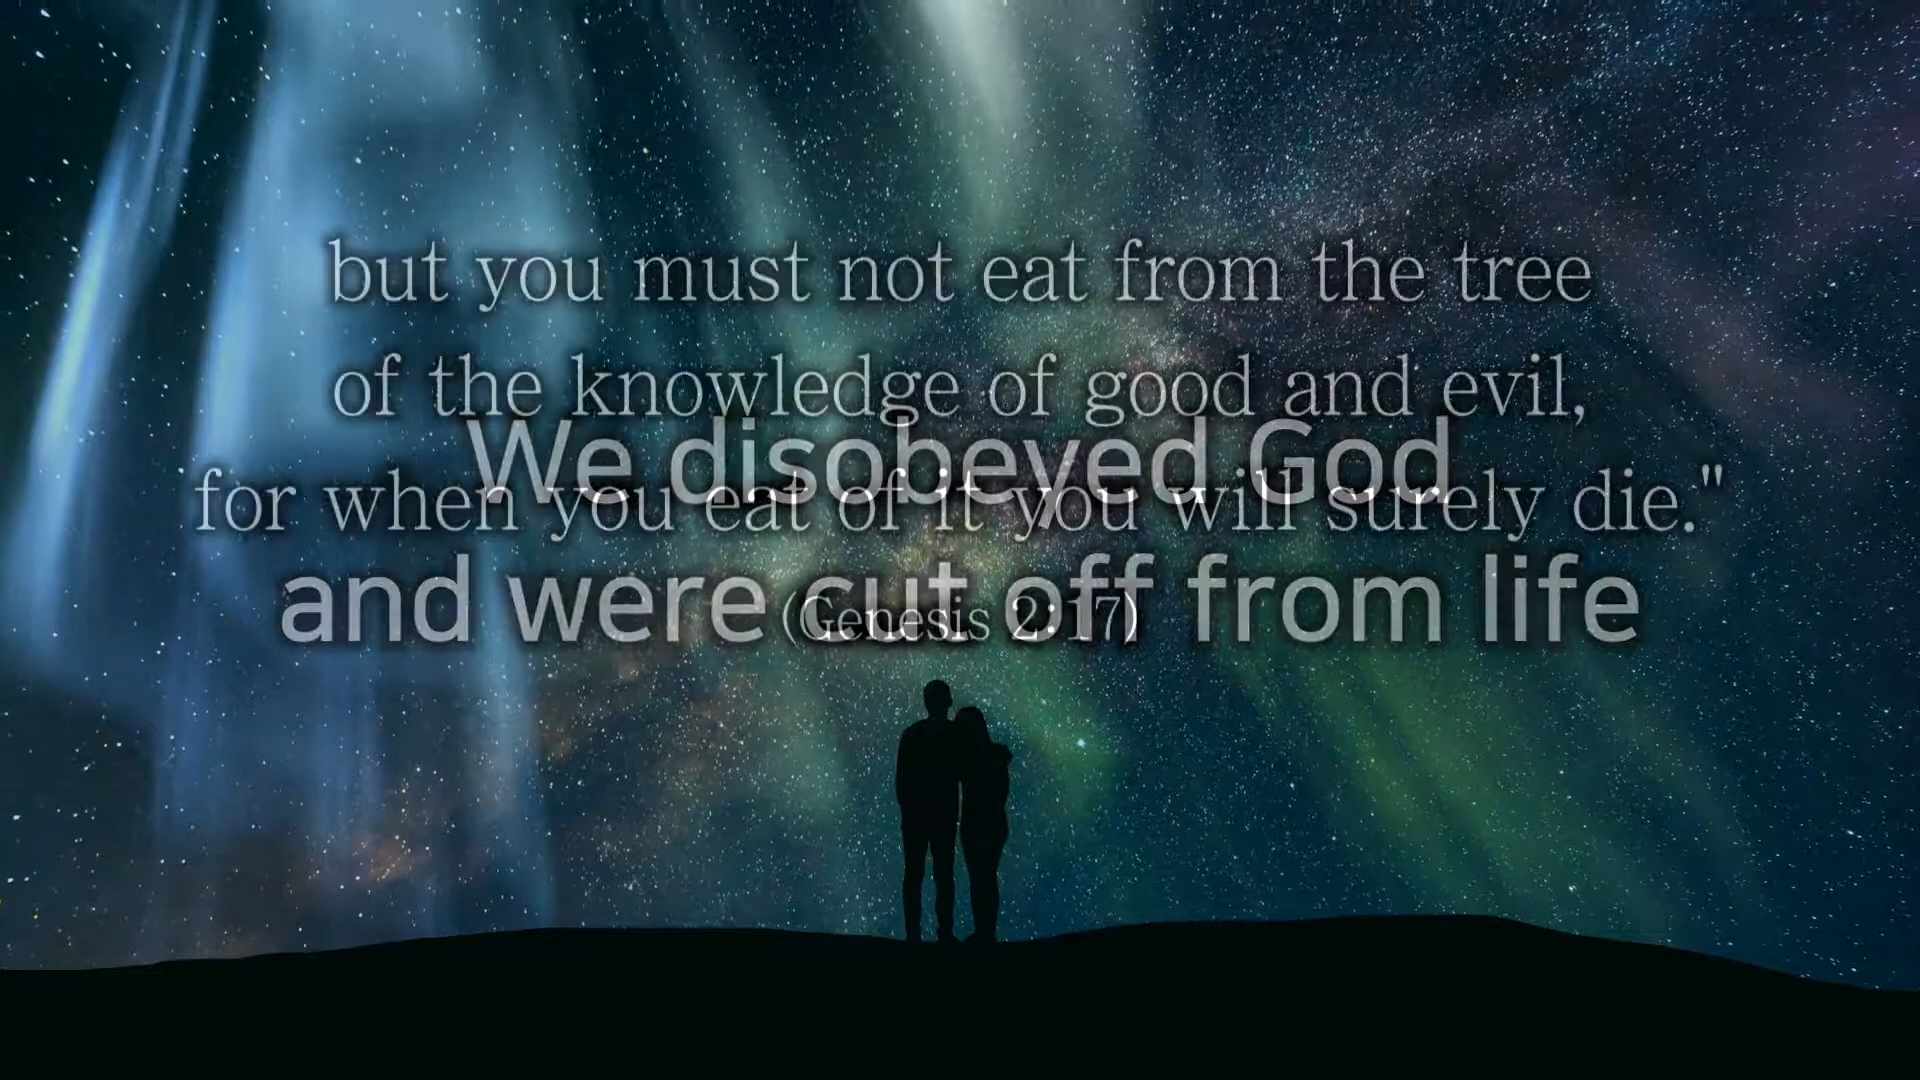 but you must not eat from the tree
of the knowledge of good and evil,
for when you eat of it you will surely die."
(Genesis 2:17)
We disobeyed God
and were cut off from life